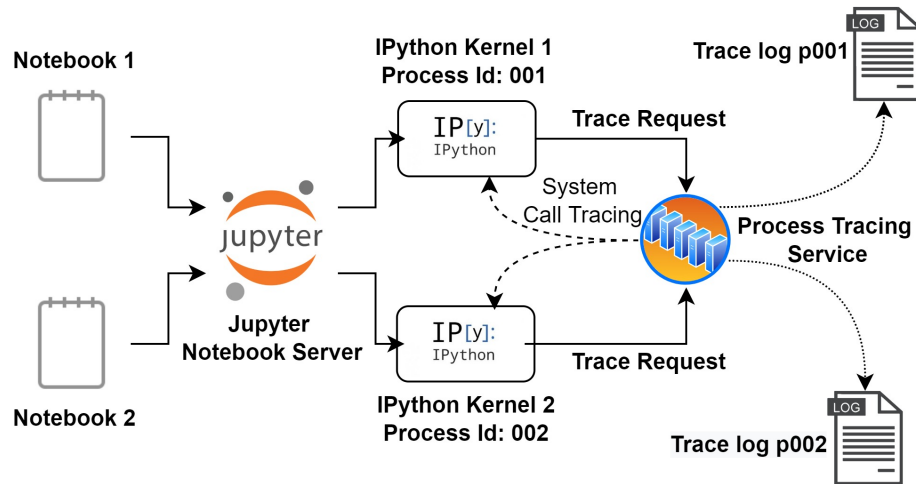 Notebook 1
IPython Kernel 1
Process Id: 001
LOG
Trace log p001
IP[y]:
IPython
Trace Request
System
Call Tracing
jupyter
Process Tracing
Service
Jupyter
Notebook Server
IP[y]:
IPython
Trace Request
Notebook 2
IPython Kernel 2
Process Id: 002
LOG
Trace log p002